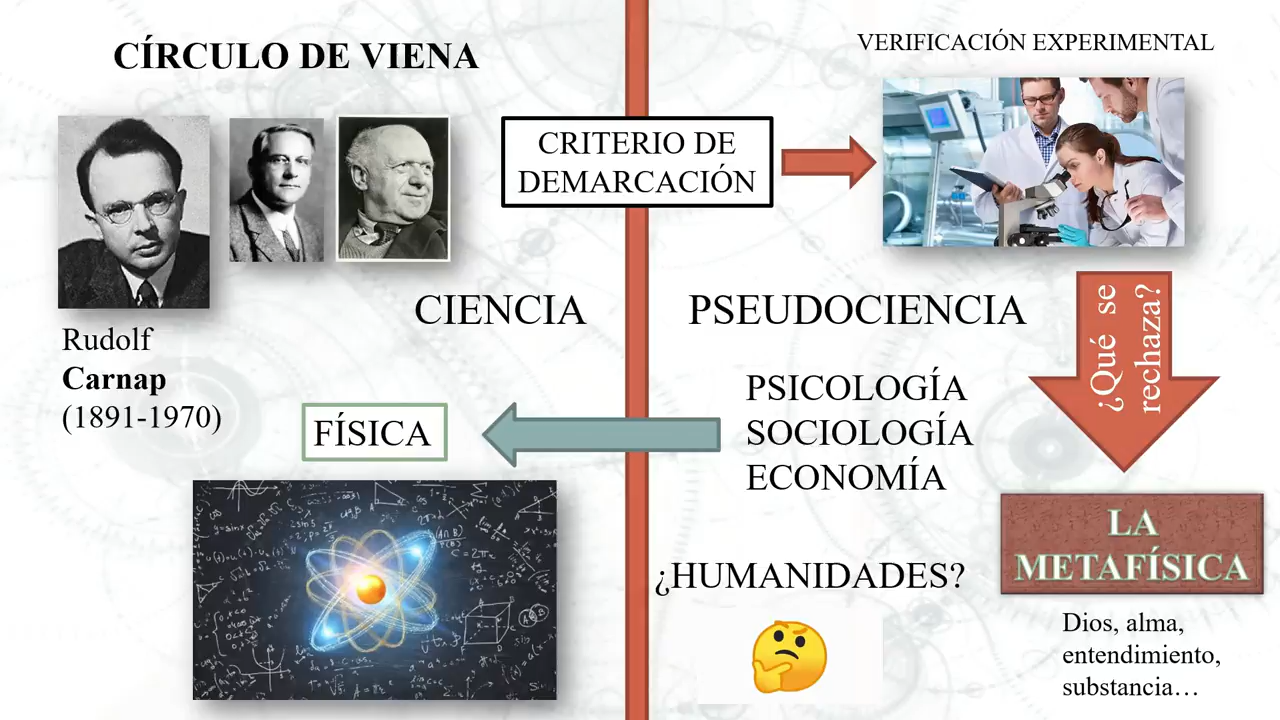 CÍRCULO DE VIENA
VERIFICACIÓN EXPERIMENTAL
CRITERIO DE
DEMARCACIÓN
CIENCIA
PSEUDOCIENCIA
¿Qué se
rechaza?
Rudolf
Carnap
(1891-1970)
FÍSICA
PSICOLOGÍA
SOCIOLOGÍA
ECONOMÍA
LA
METAFÍSICA
¿HUMANIDADES?
Dios, alma,
entendimiento,
substancia…